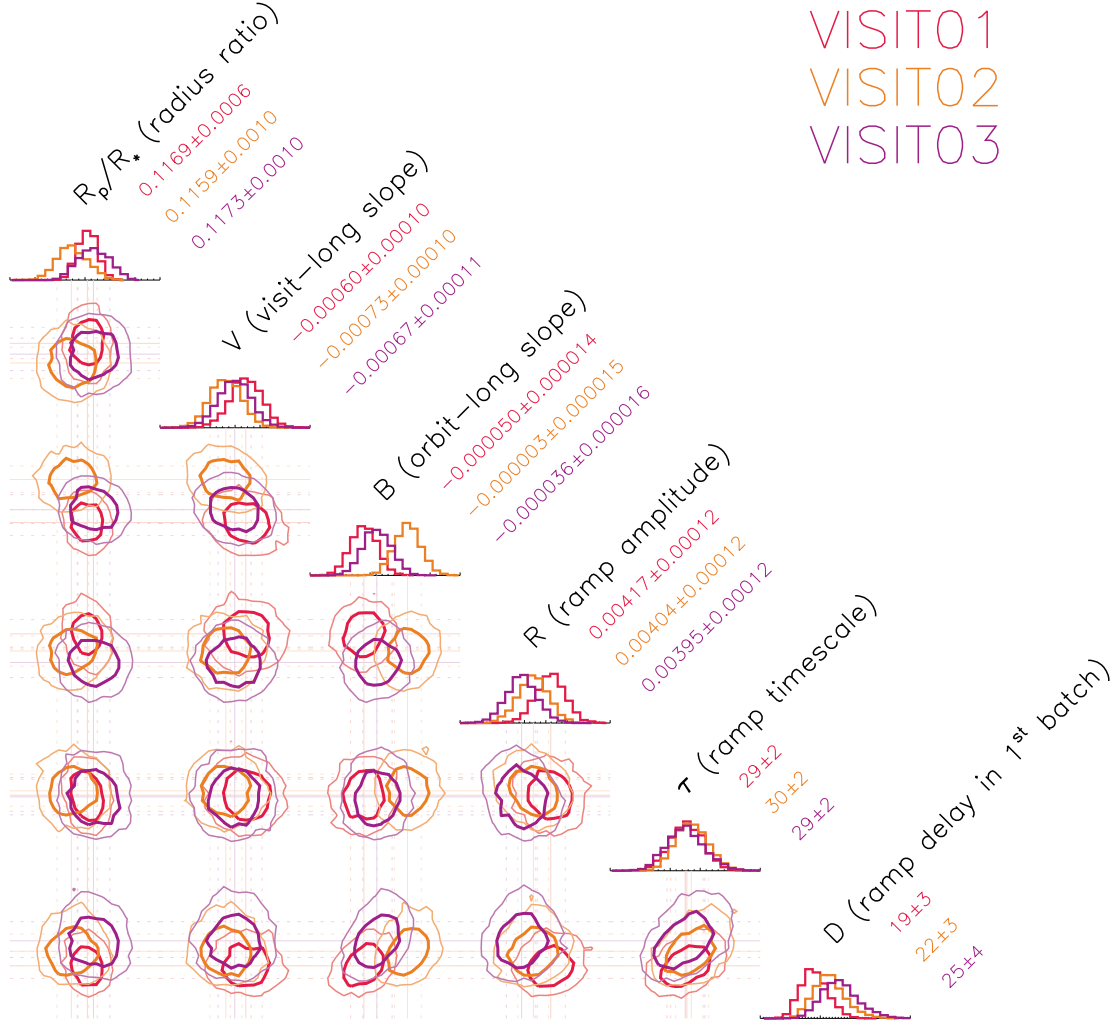 VISIT01
VISIT02
VISIT03
Rp/R* (radius ratio)
0.1169±0.0006
0.1159±0.0010
0.1173±0.0010
V (visit-long slope)
-0.00060±0.00010
-0.00073±0.00010
-0.00067±0.00011
B (orbit-long slope)
-0.000050±0.000014
-0.000003±0.000015
-0.000036±0.000016
R (ramp amplitude)
0.00417±0.00012
0.00404±0.00012
0.00395±0.00012
τ (ramp timescale)
29±2
30±2
29±2
D (ramp delay in 1st batch)
19±3
22±3
25±4